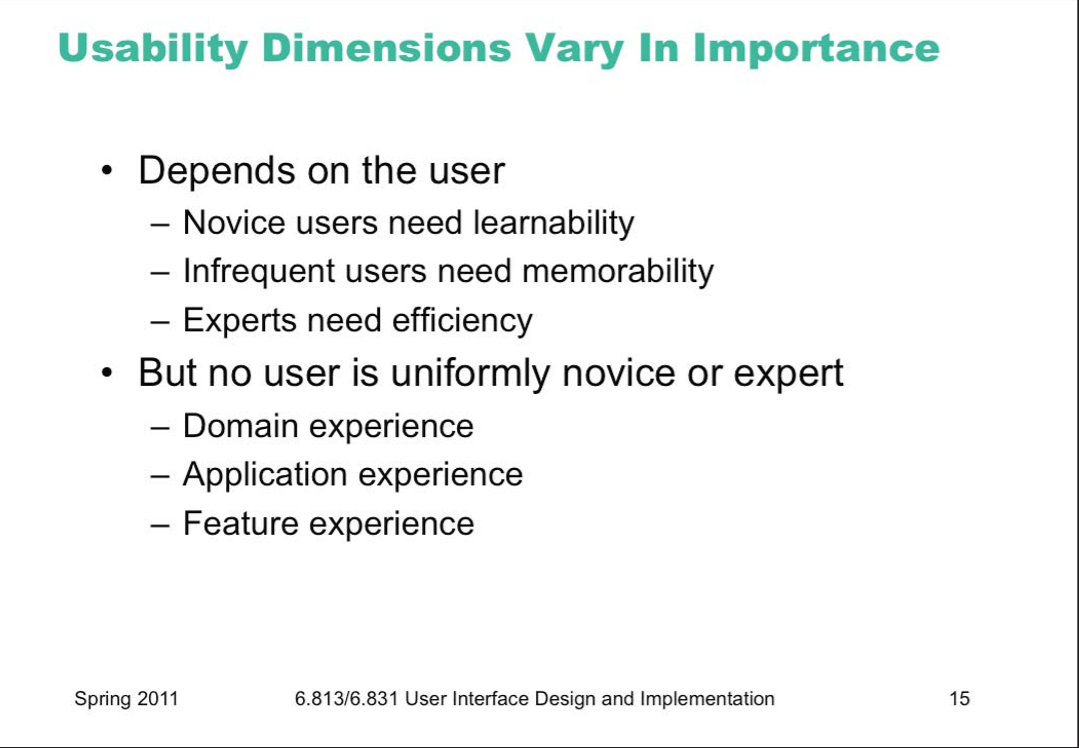 Usability Dimensions Vary In Importance
• Depends on the user
– Novice users need learnability
– Infrequent users need memorability
– Experts need efficiency
• But no user is uniformly novice or expert
– Domain experience
– Application experience
– Feature experience
Spring 2011 6.813/6.831 User Interface Design and Implementation 15